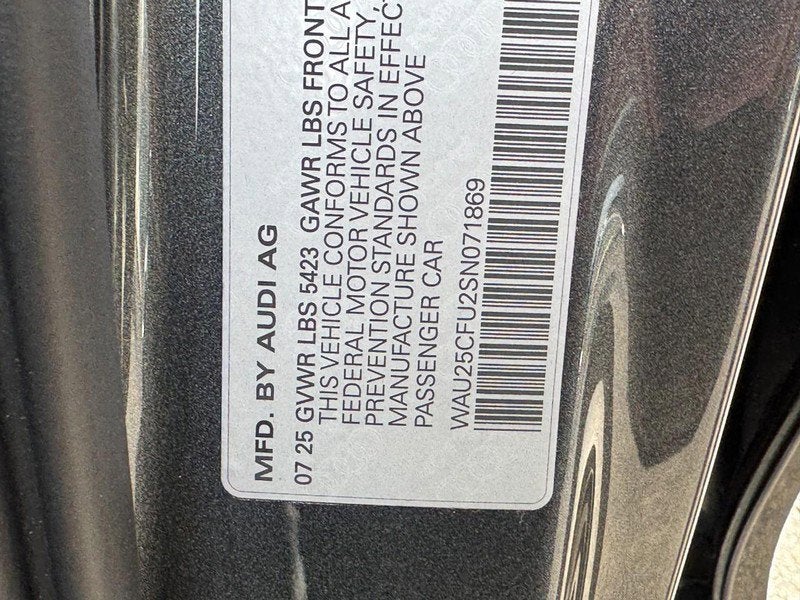 MFD. BY AUDI AG
07 25 GVWR LBS 5423 GAWR LBS FRONT
THIS VEHICLE CONFORMS TO ALL A
FEDERAL MOTOR VEHICLE SAFETY,
PREVENTION STANDARDS IN EFFECT
MANUFACTURE SHOWN ABOVE
PASSENGER CAR
WAU25CFU2SN071869